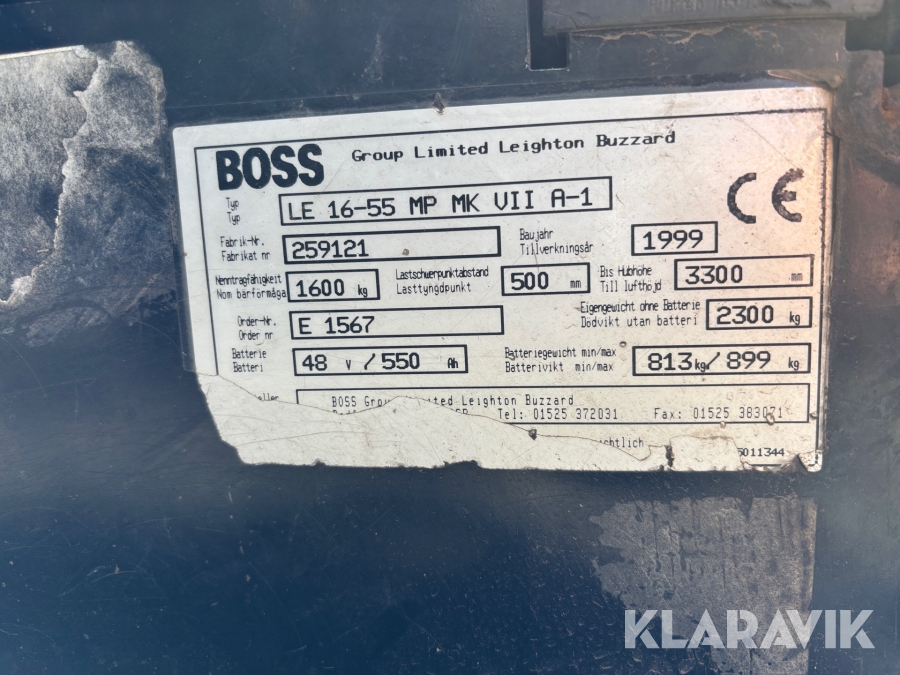 BOSS Group Limited Leighton Buzzard
Typ
Typ
LE 16-55 MP MK VII A-1
CE
Fabrik-Nr.
Fabrikat nr
259121
Baujahr
Tillverkningsår
1999
Nenntragfähigkeit
Nom bärförmåga
1600 kg
Lastschwerpunktabstand
Lasttyngdpunkt
500 mm
Bis Hubhöhe
Till lufthöjd
3300 mm
Order-Nr.
Order nr
E 1567
Eigengewicht ohne Batterie
Dödvikt utan batteri
2300 kg
Batterie
Batteri
48 v / 550 Ah
Batteriegewicht min/max
Batterivikt min/max
813 kg / 899 kg
BOSS Group Limited Leighton Buzzard
Tel: 01525 372031 Fax: 01525 383071
5011344
KLARAVIK